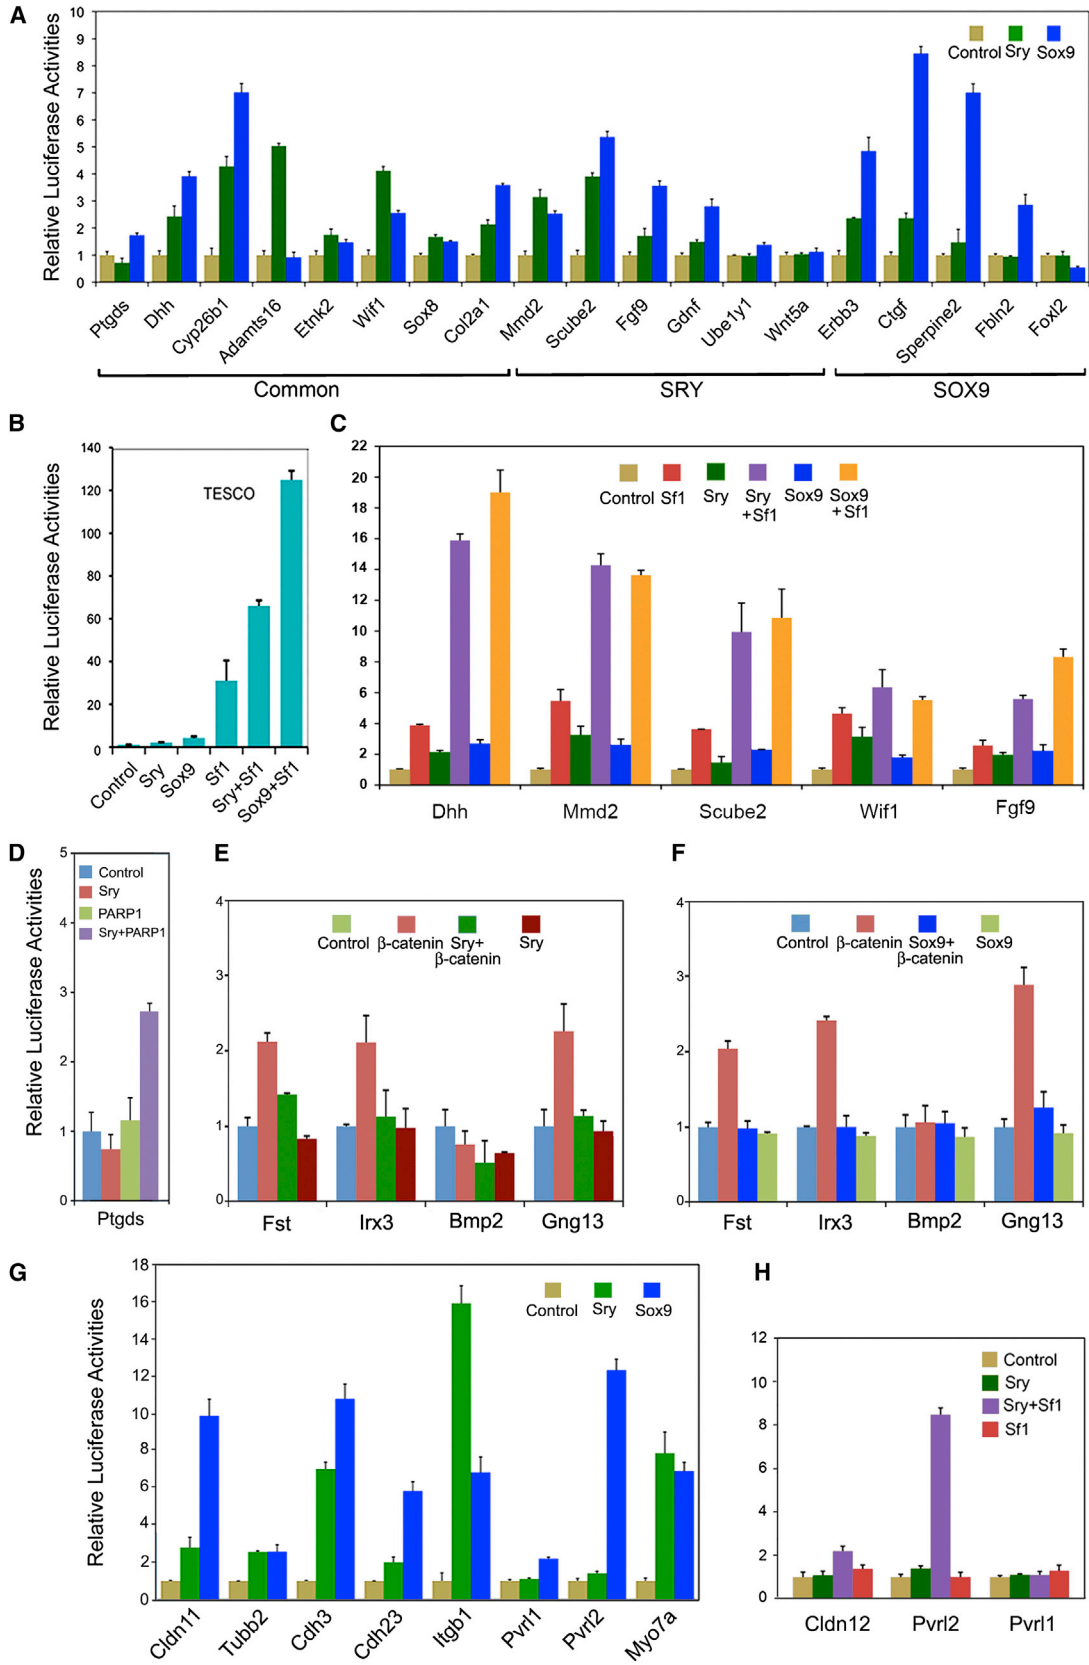 A
Relative Luciferase Activities
10
9
8
7
6
5
4
3
2
1
0
Control Sry Sox9
Ptgds Dhh Cyp26b1 Adamts16 Etnk2 Wif1 Sox8 Col2a1 Mmd2 Scube2 Fgf9 Gdnf Ube1y1 Wnt5a Erbb3 Ctgf Sperpine2 Fbln2 Foxl2
Common SRY SOX9
B
Relative Luciferase Activities
140
120
100
80
60
40
20
0
TESCO
Control Sry Sox9 Sf1 Sry+Sf1 Sox9+Sf1
C
22
20
18
16
14
12
10
8
6
4
2
0
Control Sf1 Sry Sry Sox9 Sox9
+Sf1 +Sf1
Dhh Mmd2 Scube2 Wif1 Fgf9
D
Relative Luciferase Activities
5
4
3
2
1
0
Control
Sry
PARP1
Sry+PARP1
Ptgds
E
4
3
2
1
0
Control β-catenin Sry+ Sry
β-catenin
Fst Irx3 Bmp2 Gng13
F
4
3
2
1
0
Control β-catenin Sox9+ Sox9
β-catenin
Fst Irx3 Bmp2 Gng13
G
Relative Luciferase Activities
18
16
14
12
10
8
6
4
2
0
Control Sry Sox9
Cldn11 Tubb2 Cdh3 Cdh23 Itgb1 Pvrl1 Pvrl2 Myo7a
H
12
10
8
6
4
2
0
Control
Sry
Sry+Sf1
Sf1
Cldn12 Pvrl2 Pvrl1